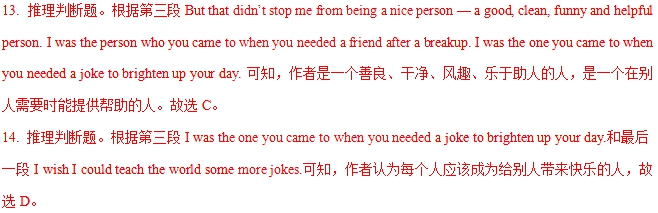 13. 推理判断题。根据第三段 But that didn't stop me from being a nice person — a good, clean, funny and helpful
person. I was the person who you came to when you needed a friend after a breakup. I was the one you came to when
you needed a joke to brighten up your day. 可知，作者是一个善良、干净、风趣、乐于助人的人，是一个在别
人需要时能提供帮助的人。故选 C。
14. 推理判断题。根据第三段 I was the one you came to when you needed a joke to brighten up your day.和最后
一段 I wish I could teach the world some more jokes.可知，作者认为每个人应该成为给别人带来快乐的人，故
选 D。